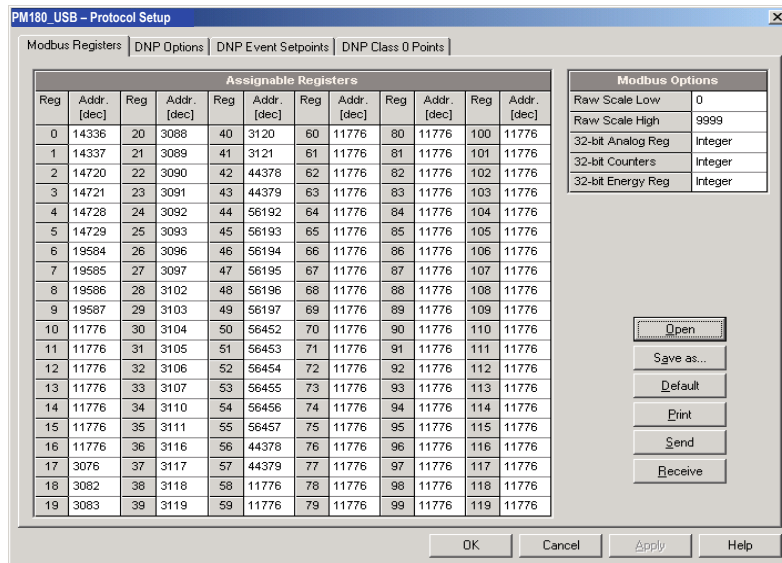 PM180_USB – Protocol Setup
Modbus Registers DNP Options DNP Event Setpoints DNP Class 0 Points
Assignable Registers
Reg Addr. [dec] Reg Addr. [dec] Reg Addr. [dec] Reg Addr. [dec] Reg Addr. [dec] Reg Addr. [dec]
0 14336 20 3088 40 3120 60 11776 80 11776 100 11776
1 14337 21 3089 41 3121 61 11776 81 11776 101 11776
2 14720 22 3090 42 44378 62 11776 82 11776 102 11776
3 14721 23 3091 43 44379 63 11776 83 11776 103 11776
4 14728 24 3092 44 56192 64 11776 84 11776 104 11776
5 14729 25 3093 45 56193 65 11776 85 11776 105 11776
6 19584 26 3096 46 56194 66 11776 86 11776 106 11776
7 19585 27 3097 47 56195 67 11776 87 11776 107 11776
8 19586 28 3102 48 56196 68 11776 88 11776 108 11776
9 19587 29 3103 49 56197 69 11776 89 11776 109 11776
10 11776 30 3104 50 56452 70 11776 90 11776 110 11776
11 11776 31 3105 51 56453 71 11776 91 11776 111 11776
12 11776 32 3106 52 56454 72 11776 92 11776 112 11776
13 11776 33 3107 53 56455 73 11776 93 11776 113 11776
14 11776 34 3110 54 56456 74 11776 94 11776 114 11776
15 11776 35 3111 55 56457 75 11776 95 11776 115 11776
16 11776 36 3116 56 44378 76 11776 96 11776 116 11776
17 3076 37 3117 57 44379 77 11776 97 11776 117 11776
18 3082 38 3118 58 11776 78 11776 98 11776 118 11776
19 3083 39 3119 59 11776 79 11776 99 11776 119 11776
Modbus Options
Raw Scale Low 0
Raw Scale High 9999
32-bit Analog Reg Integer
32-bit Counters Integer
32-bit Energy Reg Integer
Open
Save as...
Default
Print
Send
Receive
OK Cancel Apply Help